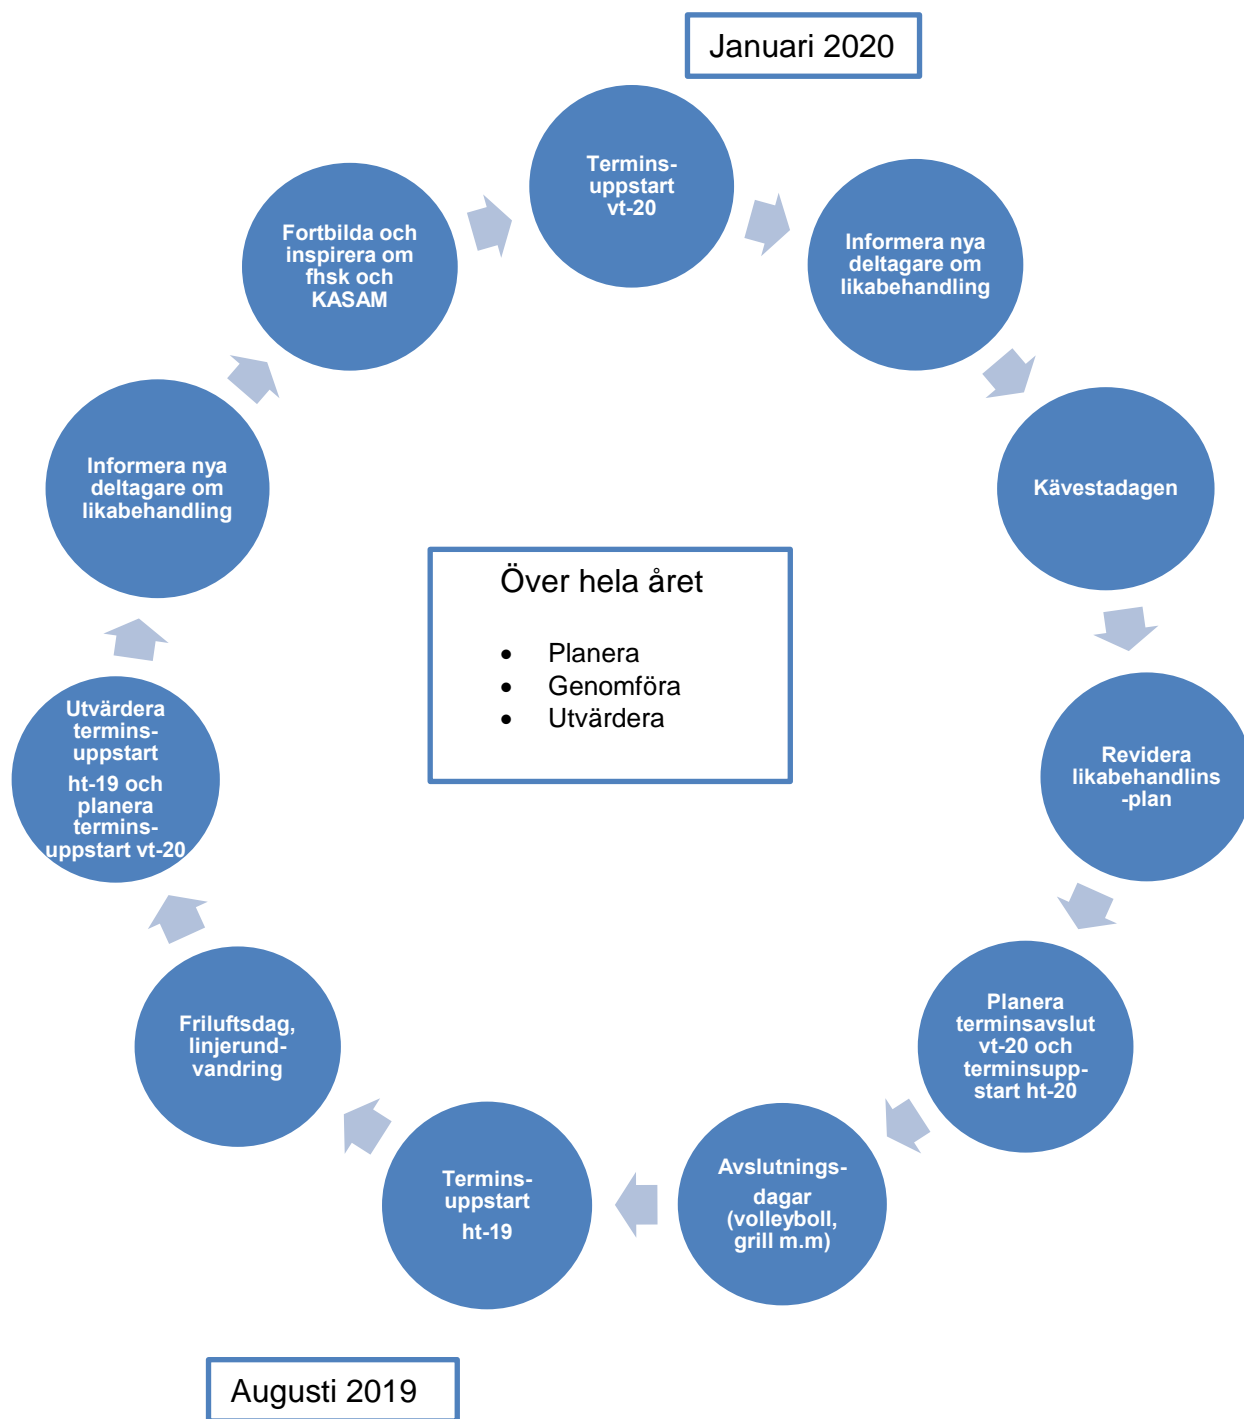 Januari 2020
Termins-
uppstart
vt-20
Informera nya
deltagare om
likabehandling
Kävestadagen
Revidera
likabehandlins
-plan
Planera
terminsavslut
vt-20 och
terminsupp-
start ht-20
Avslutnings-
dagar
(volleyboll,
grill m.m)
Termins-
uppstart
ht-19
Friluftsdag,
linjerund-
vandring
Utvärdera
termins-
uppstart
ht-19 och
planera
termins-
uppstart vt-20
Informera nya
deltagare om
likabehandling
Fortbilda och
inspirera om
fhsk och
KASAM
Över hela året
• Planera
• Genomföra
• Utvärdera
Augusti 2019